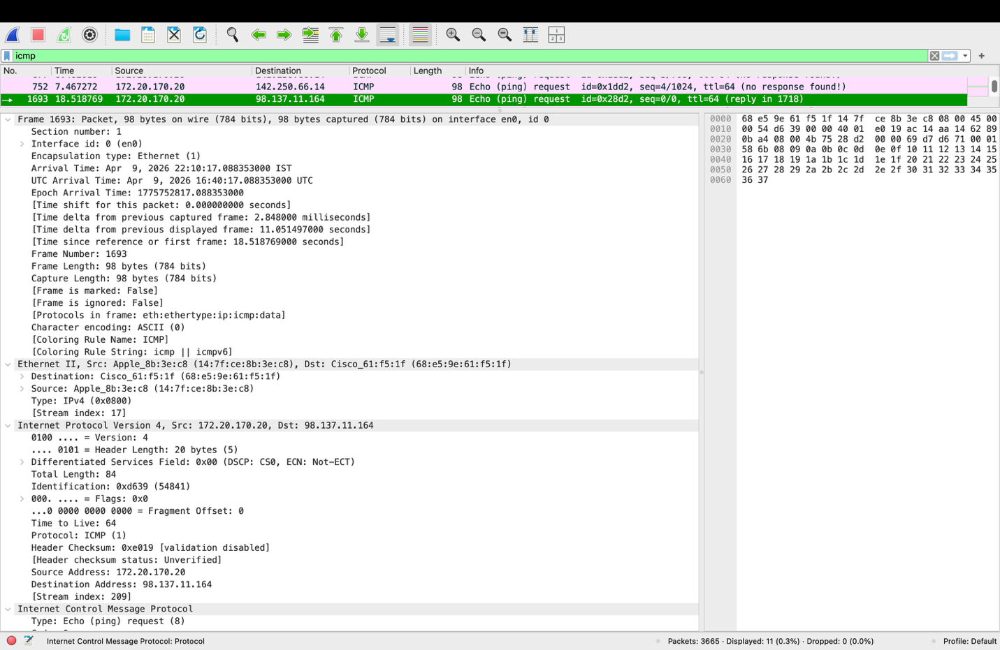 icmp
No. Time Source Destination Protocol Length Info
752 7.467272 172.20.170.20 142.250.66.14 ICMP 98 Echo (ping) request id=0x1dd2, seq=4/1024, ttl=64 (no response found!)
1693 18.518769 172.20.170.20 98.137.11.164 ICMP 98 Echo (ping) request id=0x28d2, seq=0/0, ttl=64 (reply in 1718)
Frame 1693: Packet, 98 bytes on wire (784 bits), 98 bytes captured (784 bits) on interface en0, id 0
Section number: 1
Interface id: 0 (en0)
Encapsulation type: Ethernet (1)
Arrival Time: Apr  9, 2026 22:10:17.088353000 IST
UTC Arrival Time: Apr  9, 2026 16:40:17.088353000 UTC
Epoch Arrival Time: 1775752817.088353000
[Time shift for this packet: 0.000000000 seconds]
[Time delta from previous captured frame: 2.848000 milliseconds]
[Time delta from previous displayed frame: 11.051497000 seconds]
[Time since reference or first frame: 18.518769000 seconds]
Frame Number: 1693
Frame Length: 98 bytes (784 bits)
Capture Length: 98 bytes (784 bits)
[Frame is marked: False]
[Frame is ignored: False]
[Protocols in frame: eth:ethertype:ip:icmp:data]
Character encoding: ASCII (0)
[Coloring Rule Name: ICMP]
[Coloring Rule String: icmp || icmpv6]
Ethernet II, Src: Apple_8b:3e:c8 (14:7f:ce:8b:3e:c8), Dst: Cisco_61:f5:1f (68:e5:9e:61:f5:1f)
Destination: Cisco_61:f5:1f (68:e5:9e:61:f5:1f)
Source: Apple_8b:3e:c8 (14:7f:ce:8b:3e:c8)
Type: IPv4 (0x0800)
[Stream index: 17]
Internet Protocol Version 4, Src: 172.20.170.20, Dst: 98.137.11.164
0100 .... = Version: 4
.... 0101 = Header Length: 20 bytes (5)
Differentiated Services Field: 0x00 (DSCP: CS0, ECN: Not-ECT)
Total Length: 84
Identification: 0xd639 (54841)
000. .... = Flags: 0x0
...0 0000 0000 0000 = Fragment Offset: 0
Time to Live: 64
Protocol: ICMP (1)
Header Checksum: 0xe019 [validation disabled]
[Header checksum status: Unverified]
Source Address: 172.20.170.20
Destination Address: 98.137.11.164
[Stream index: 209]
Internet Control Message Protocol
Type: Echo (ping) request (8)
0000 68 e5 9e 61 f5 1f 14 7f ce 8b 3e c8 08 00 45 00
0010 00 54 d6 39 00 00 40 01 e0 19 ac 14 aa 14 62 89
0020 0b a4 08 00 4b 75 28 d2 00 00 69 d7 d6 71 00 01
0030 58 6b 08 09 0a 0b 0c 0d 0e 0f 10 11 12 13 14 15
0040 16 17 18 19 1a 1b 1c 1d 1e 1f 20 21 22 23 24 25
0050 26 27 28 29 2a 2b 2c 2d 2e 2f 30 31 32 33 34 35
0060 36 37
Internet Control Message Protocol: Protocol
Packets: 3665 · Displayed: 11 (0.3%) · Dropped: 0 (0.0%)
Profile: Default